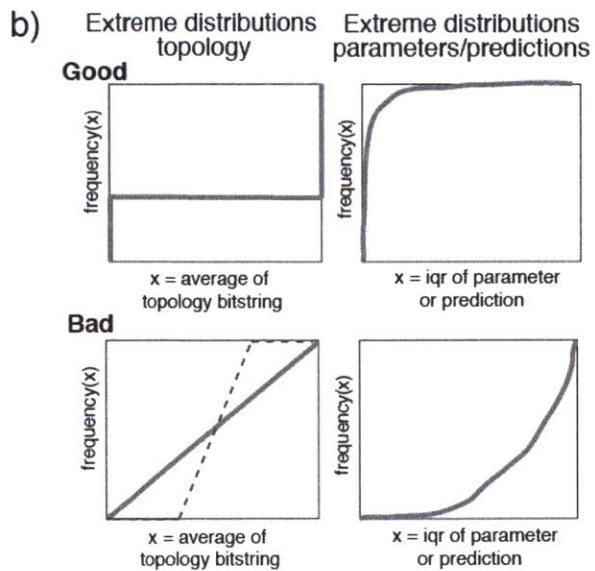 b)
Extreme distributions
topology
Extreme distributions
parameters/predictions
Good
frequency(x)
x = average of
topology bitstring
frequency(x)
x = iqr of parameter
or prediction
Bad
frequency(x)
x = average of
topology bitstring
frequency(x)
x = iqr of parameter
or prediction